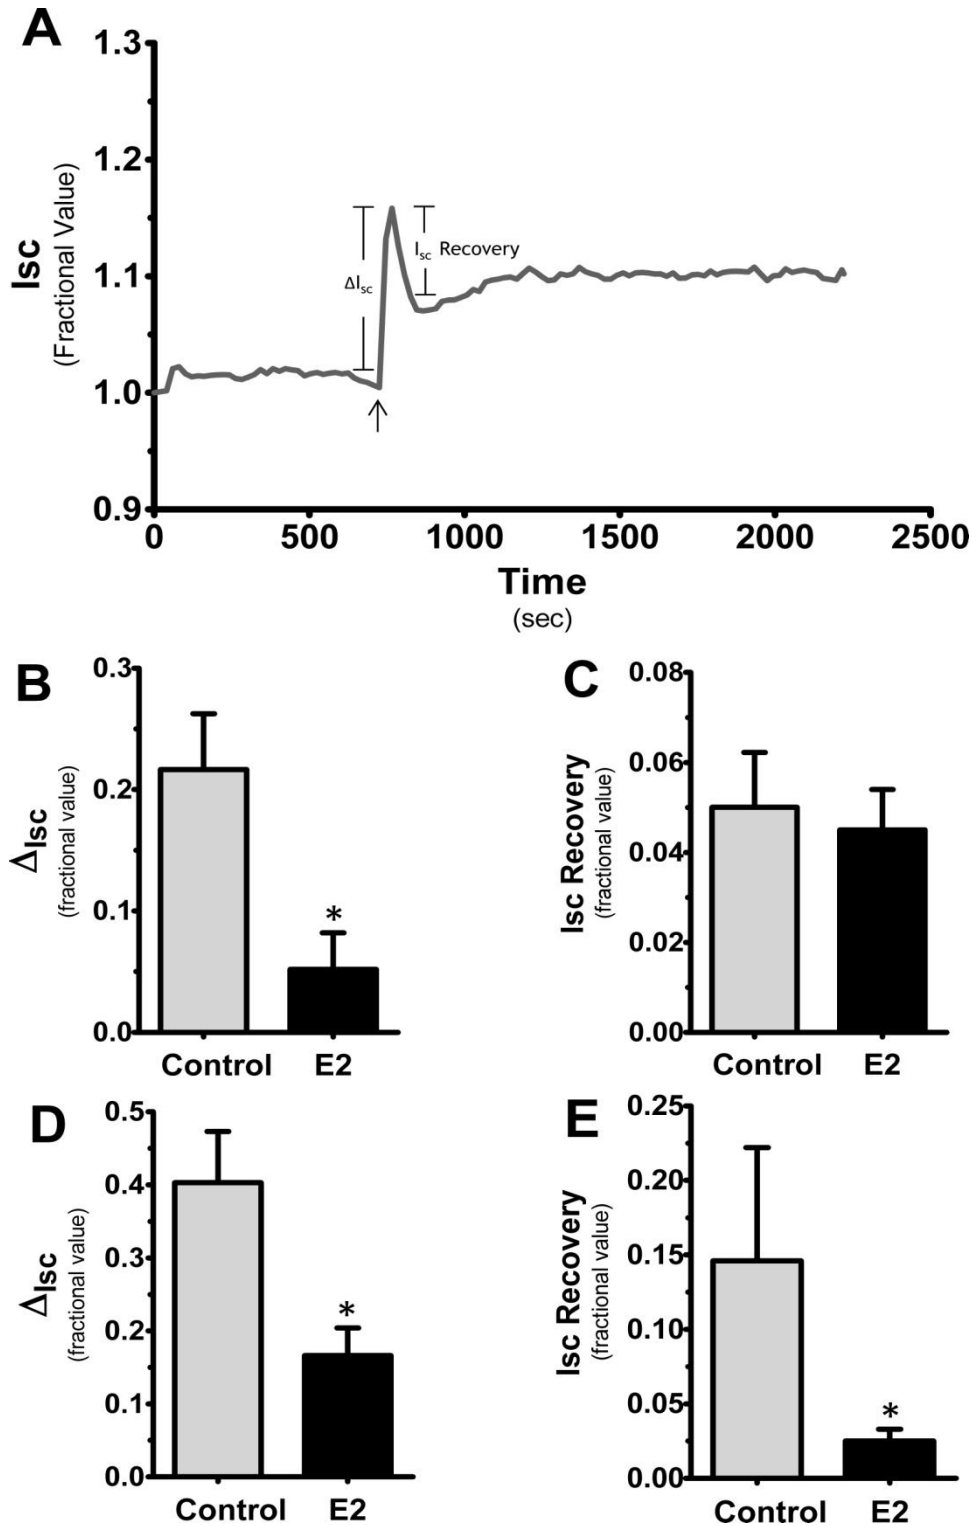 A
1.3
1.2
1.1
1.0
0.9
Isc
(Fractional Value)
ΔIsc
Isc Recovery
0 500 1000 1500 2000 2500
Time
(sec)
B
0.3
0.2
0.1
0.0
ΔIsc
(fractional value)
*
Control E2
C
0.08
0.06
0.04
0.02
0.00
Isc Recovery
(fractional value)
Control E2
D
0.5
0.4
0.3
0.2
0.1
0.0
ΔIsc
(fractional value)
*
Control E2
E
0.25
0.20
0.15
0.10
0.05
0.00
Isc Recovery
(fractional value)
*
Control E2